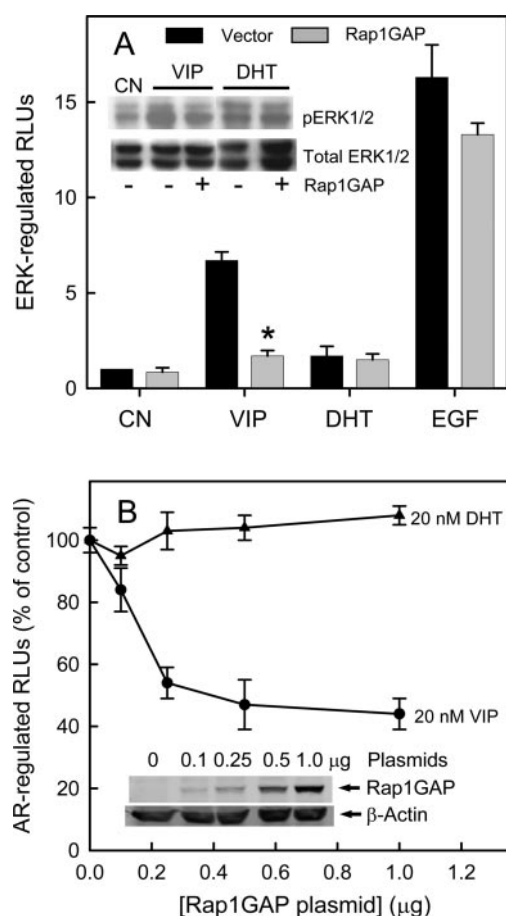 A
Vector
Rap1GAP
CN
VIP
DHT
pERK1/2
Total ERK1/2
- - + - + Rap1GAP
ERK-regulated RLUs
15
10
5
0
*
CN VIP DHT EGF
B
AR-regulated RLUs (% of control)
100
80
60
40
20
0
20 nM DHT
20 nM VIP
0 0.1 0.25 0.5 1.0 μg Plasmids
Rap1GAP
β-Actin
0.0 0.2 0.4 0.6 0.8 1.0 1.2
[Rap1GAP plasmid] (μg)